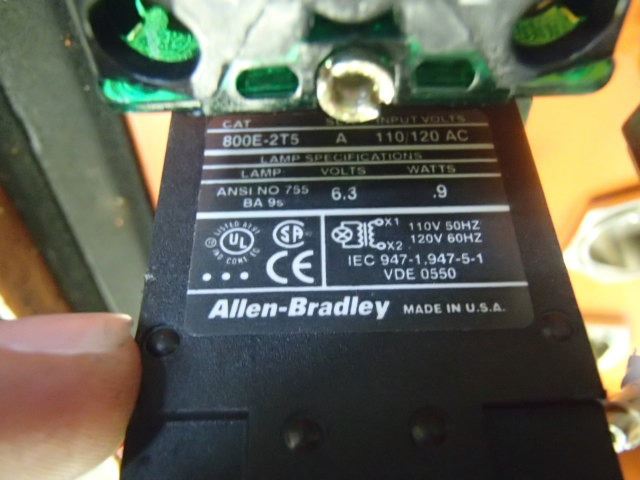 CAT INPUT VOLTS
800E-2T5 A 110/120 AC
LAMP SPECIFICATIONS
LAMP VOLTS WATTS
ANSI NO 755 6.3 .9
BA 9s
LISTED
UL
SA
CE
X1 110V 50HZ
X2 120V 60HZ
IEC 947-1,947-5-1
VDE 0550
Allen-Bradley MADE IN U.S.A.